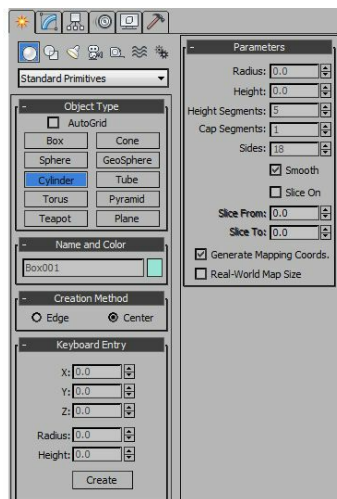 Standard Primitives
- Object Type
AutoGrid
Box Cone
Sphere GeoSphere
Cylinder Tube
Torus Pyramid
Teapot Plane
- Name and Color
Box001
- Creation Method
Edge Center
- Keyboard Entry
X: 0.0
Y: 0.0
Z: 0.0
Radius: 0.0
Height: 0.0
Create
- Parameters
Radius: 0.0
Height: 0.0
Height Segments: 5
Cap Segments: 1
Sides: 18
Smooth
Slice On
Slice From: 0.0
Slice To: 0.0
Generate Mapping Coords.
Real-World Map Size